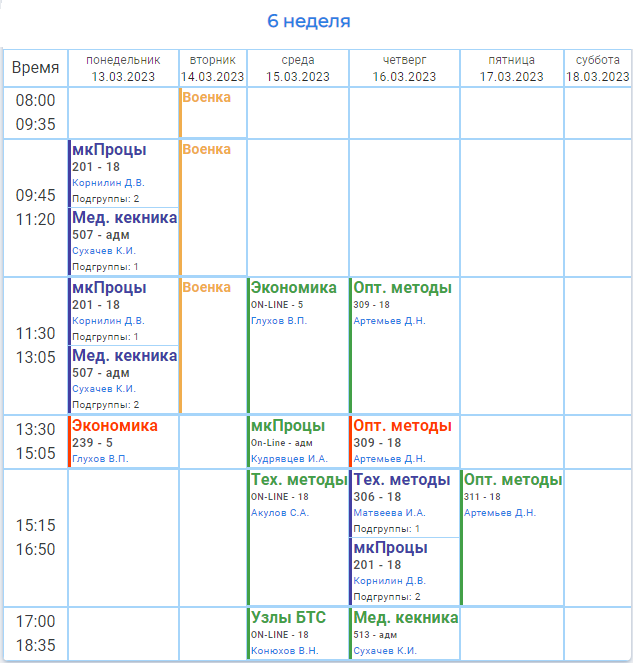 6 неделя
Время
понедельник
13.03.2023
вторник
14.03.2023
среда
15.03.2023
четверг
16.03.2023
пятница
17.03.2023
суббота
18.03.2023
08:00
09:35
Военка
09:45
11:20
мкПроцы
201 - 18
Корнилин Д.В.
Подгруппы: 2
Мед. кекника
507 - адм
Сухачев К.И.
Подгруппы: 1
Военка
11:30
13:05
мкПроцы
201 - 18
Корнилин Д.В.
Подгруппы: 1
Мед. кекника
507 - адм
Сухачев К.И.
Подгруппы: 2
Военка
Экономика
ON-LINE - 5
Глухов В.П.
Опт. методы
309 - 18
Артемьев Д.Н.
13:30
15:05
Экономика
239 - 5
Глухов В.П.
мкПроцы
On-Line - адм
Кудрявцев И.А.
Опт. методы
309 - 18
Артемьев Д.Н.
15:15
16:50
Тех. методы
ON-LINE - 18
Акулов С.А.
Тех. методы
306 - 18
Матвеева И.А.
Подгруппы: 1
мкПроцы
201 - 18
Корнилин Д.В.
Подгруппы: 2
Опт. методы
311 - 18
Артемьев Д.Н.
17:00
18:35
Узлы БТС
ON-LINE - 18
Конюхов В.Н.
Мед. кекника
513 - адм
Сухачев К.И.